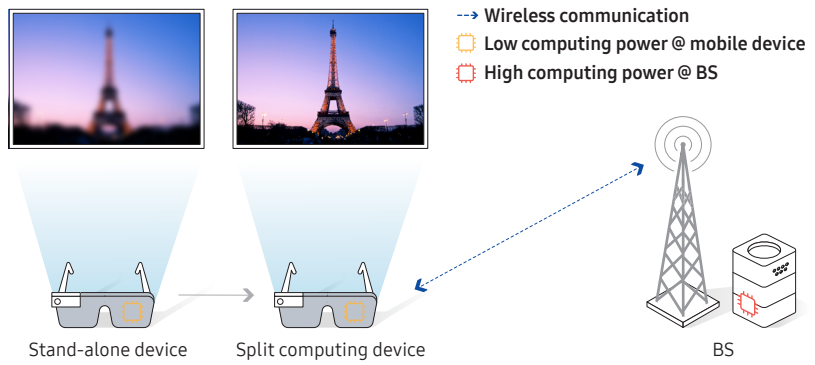 Wireless communication
Low computing power @ mobile device
High computing power @ BS
Stand-alone device
Split computing device
BS